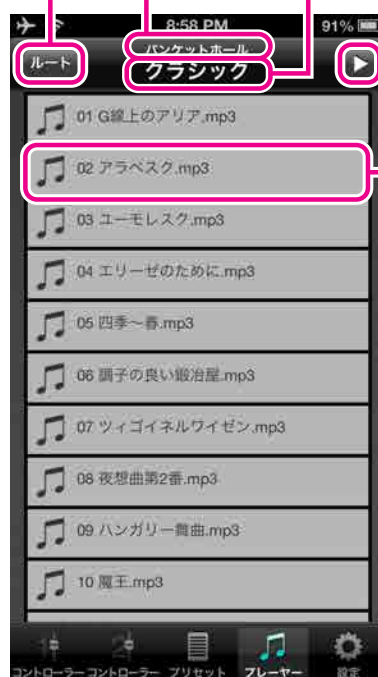 8:58 PM 91%
バンケットホール
ルート クラシック
01 G線上のアリア.mp3
02 アラベスク.mp3
03 ユーモレスク.mp3
04 エリーゼのために.mp3
05 四季～春.mp3
06 調子の良い鍛冶屋.mp3
07 ツィゴイネルワイゼン.mp3
08 夜想曲第2番.mp3
09 ハンガリー舞曲.mp3
10 魔王.mp3
コントローラー コントローラー プリセット プレーヤー 設定